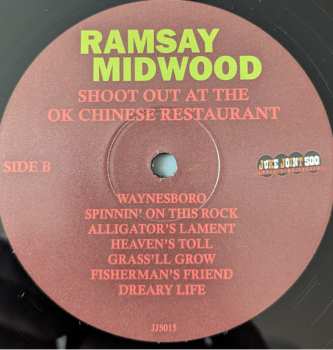 RAMSAY
MIDWOOD
SHOOT OUT AT THE
OK CHINESE RESTAURANT
SIDE B
JUKE JOINT 500
WAYNESBORO
SPINNIN' ON THIS ROCK
ALLIGATOR'S LAMENT
HEAVEN'S TOLL
GRASS'LL GROW
FISHERMAN'S FRIEND
DREARY LIFE
JJ5015